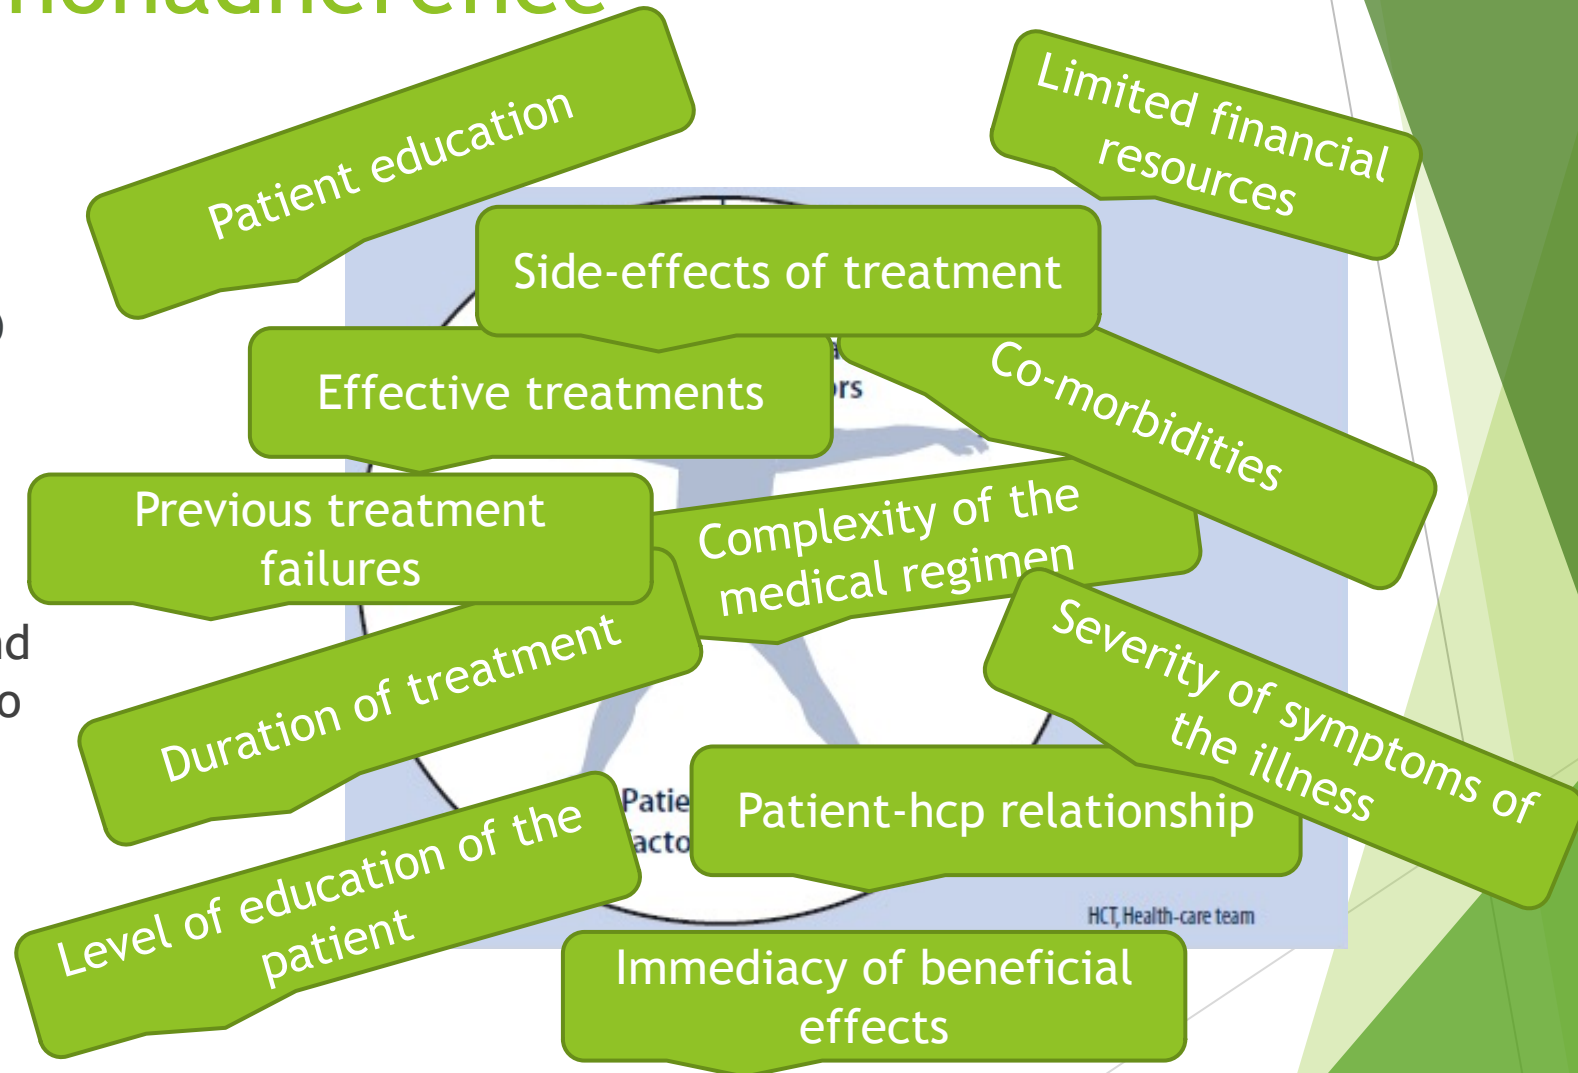 nonadherence
Patient education
Limited financial
resources
Side-effects of treatment
Effective treatments
Co-morbidities
Previous treatment
failures
Complexity of the
medical regimen
Duration of treatment
Severity of symptoms of
the illness
Patient-hcp relationship
Level of education of the
patient
HCT, Health-care team
Immediacy of beneficial
effects